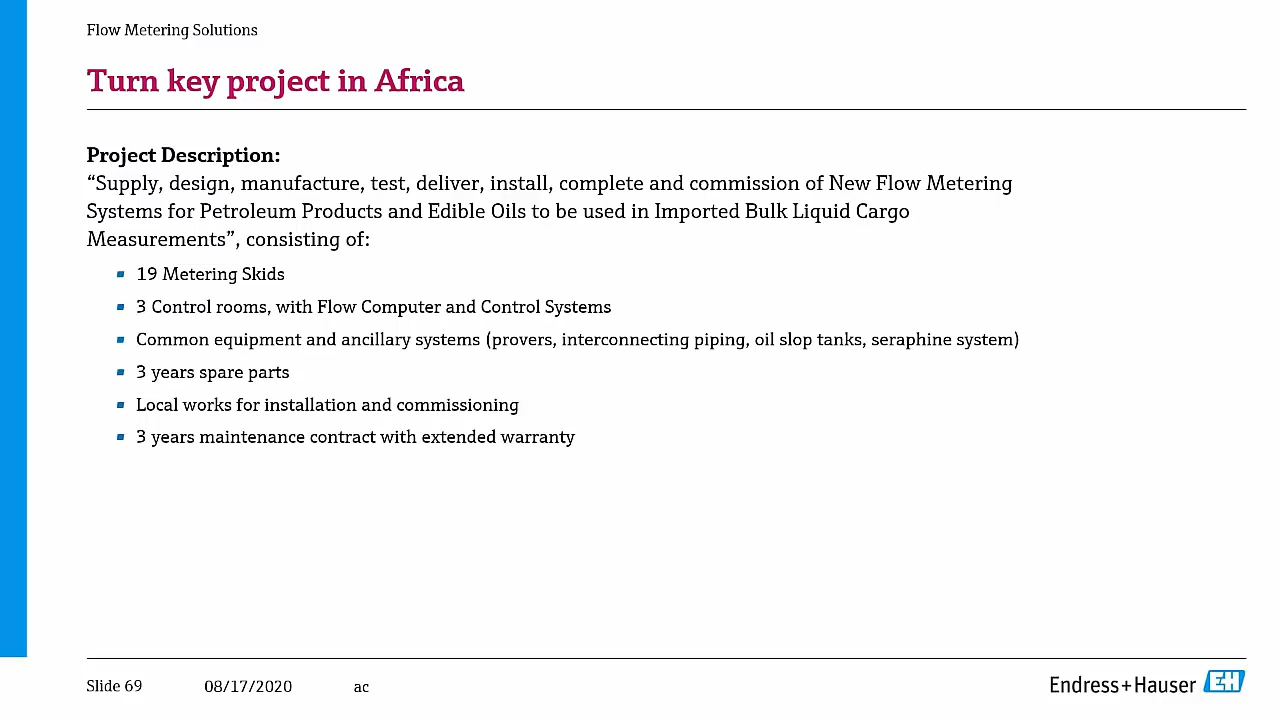 Flow Metering Solutions
Turn key project in Africa
Project Description:
“Supply, design, manufacture, test, deliver, install, complete and commission of New Flow Metering
Systems for Petroleum Products and Edible Oils to be used in Imported Bulk Liquid Cargo
Measurements”, consisting of:
19 Metering Skids
3 Control rooms, with Flow Computer and Control Systems
Common equipment and ancillary systems (provers, interconnecting piping, oil slop tanks, seraphine system)
3 years spare parts
Local works for installation and commissioning
3 years maintenance contract with extended warranty
Slide 69 08/17/2020 ac Endress+Hauser EH